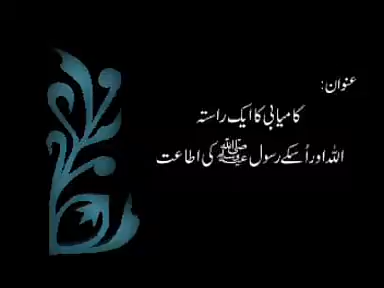 عنوان:
کامیابی کا ایک راستہ
اللہ اور اُسکے رسول ﷺ کی اطاعت